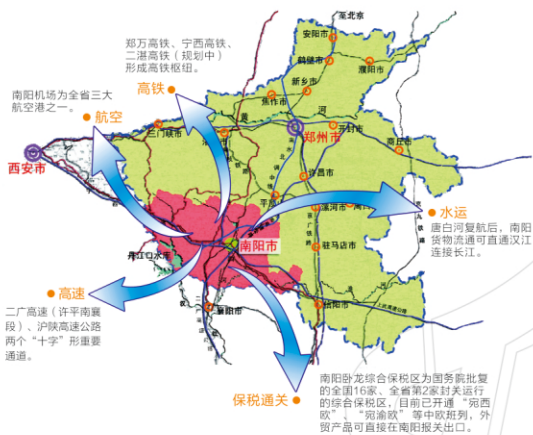 至北京
安阳市
鹤壁市
濮阳市
郑万高铁、宁西高铁、
二湛高铁（规划中）
形成高铁枢纽。
高铁
新乡市
焦作市
南阳机场为全省三大
航空港之一。
航空
黄
河
三门峡市
郑州市
开封市
商丘市
西安市
许昌市
平
漯河市
水运
唐白河复航后，南阳
货物流通可直通汉江
连接长江。
南阳市
驻马店市
丹江口水库
高速
二广高速（许平南襄
段）、沪陕高速公路
两个“十字”形重要
通道。
襄阳市
信阳市
保税通关
南阳卧龙综合保税区为国务院批复
的全国16家、全省第2家封关运行
的综合保税区，目前已开通“宛西
欧”、“宛渝欧”等中欧班列，外
贸产品可直接在南阳报关出口。